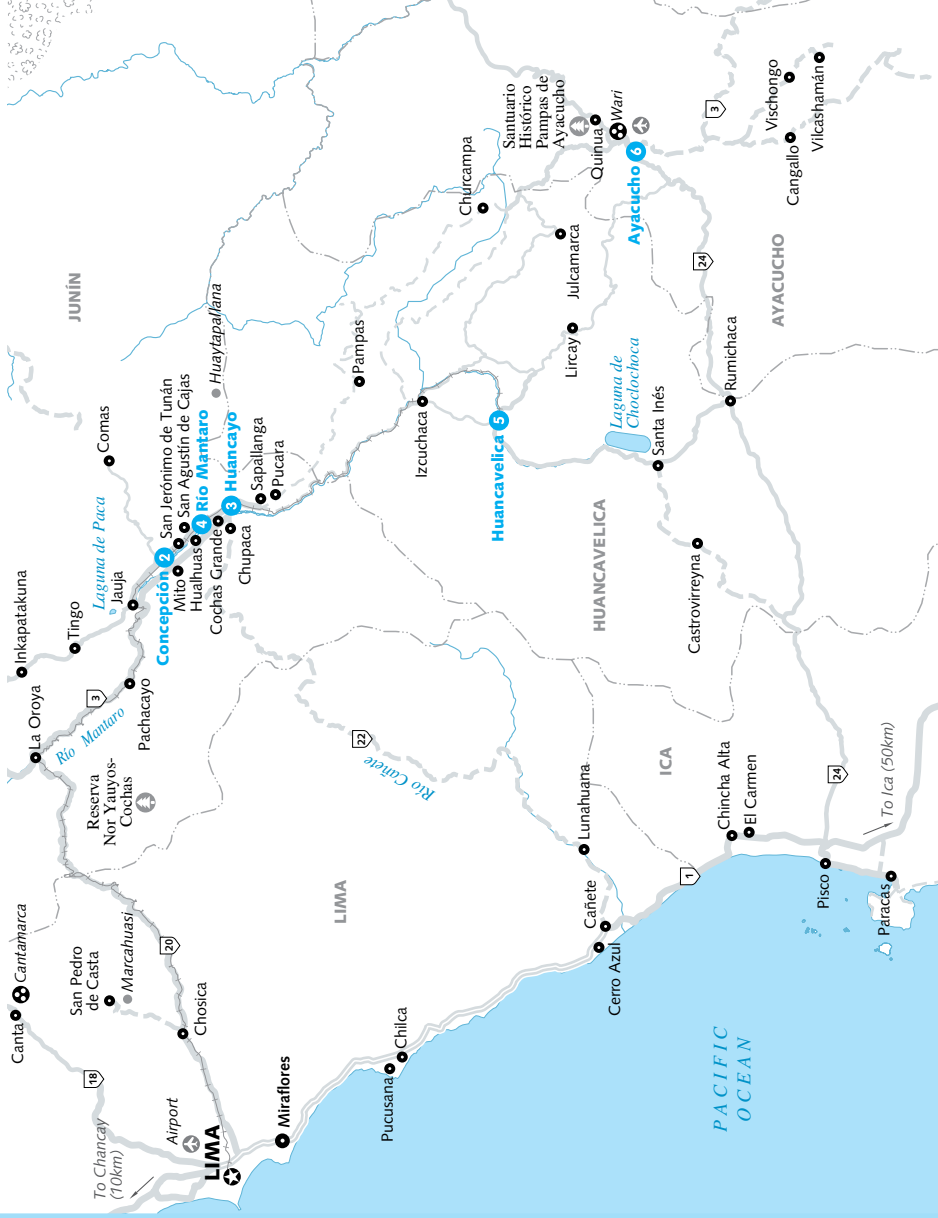 To Chancay
(10km)
18
Canta
Cantamarca
San Pedro
de Casta
Marcahuasi
20
Chosica
Airport
LIMA
Miraflores
Pucusana
Chilca
LIMA
Reserva
Nor Yauyos-
Cochas
La Oroya
Río Mantaro
3
Pachacayo
Inkapatakuna
Tingo
Laguna de Paca
Jauja
Comas
Concepción 2
Mito
Hualhuas
Cochas Grande
Chupaca
San Jerónimo de Tunán
San Agustín de Cajas
4 Río Mantaro
3 Huancayo
Sapallanga
Pucara
Huaytapallana
JUNÍN
Pampas
Izcuchaca
Churcampa
Santuario
Histórico
Pampas de
Ayacucho
Quinua
Wari
Ayacucho 6
3
Vischongo
Vilcashamán
Cangallo
AYACUCHO
24
Julcamarca
Lircay
Huancavelica 5
Laguna de
Choclochoca
Santa Inés
Rumichaca
HUANCAVELICA
Castrovirreyna
22
Río Cañete
Lunahuana
Cañete
Cerro Azul
ICA
1
Chincha Alta
El Carmen
24
To Ica (50km)
Pisco
Paracas
PACIFIC
OCEAN